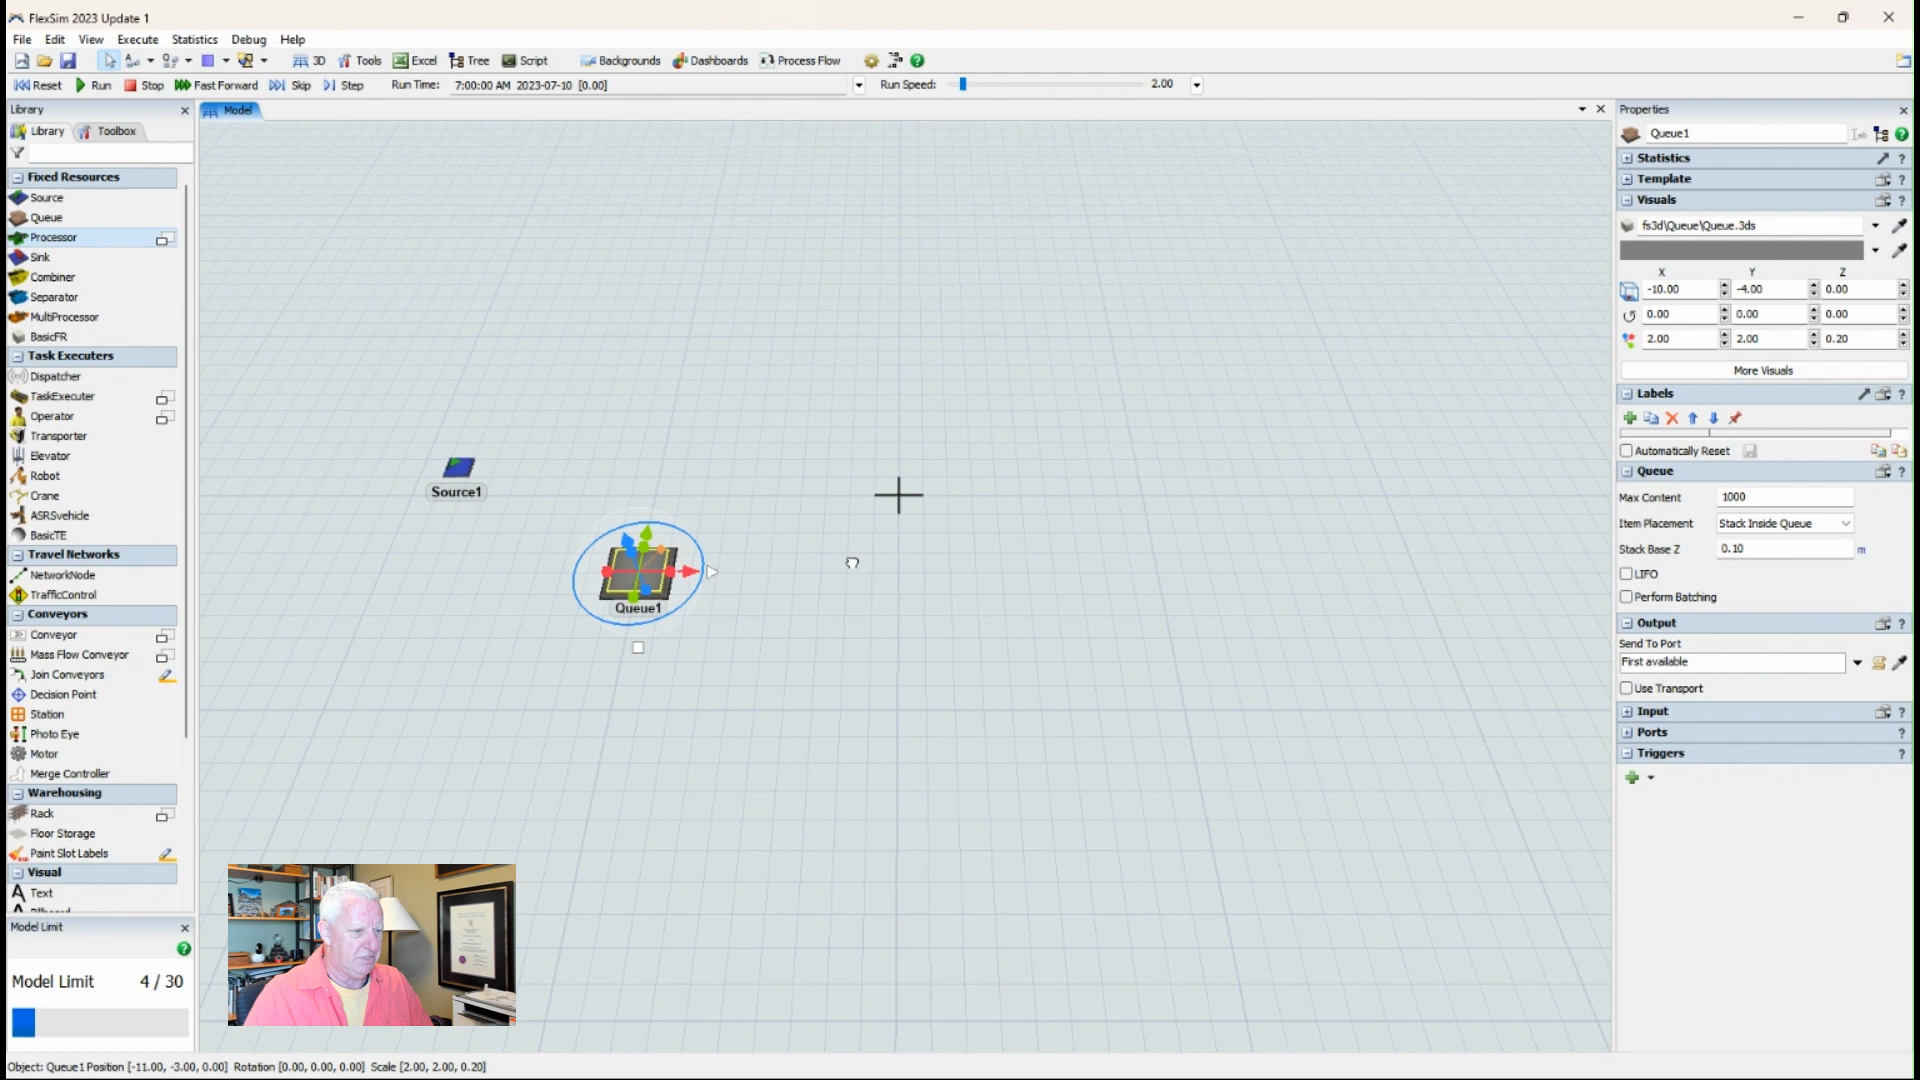 FlexSim 2023 Update 1
File Edit View Execute Statistics Debug Help
3D Tools Excel Tree Script Backgrounds Dashboards Process Flow
Reset Run Stop Fast Forward Skip Step Run Time: 7:00:00 AM 2023-07-10 [0.00] Run Speed: 2.00
Library
Library Toolbox
Fixed Resources
Source
Queue
Processor
Sink
Combiner
Separator
MultiProcessor
BasicFR
Task Executers
Dispatcher
TaskExecuter
Operator
Transporter
Elevator
Robot
Crane
ASRSvehicle
BasicTE
Travel Networks
NetworkNode
TrafficControl
Conveyors
Conveyor
Mass Flow Conveyor
Join Conveyors
Decision Point
Station
Photo Eye
Motor
Merge Controller
Warehousing
Rack
Floor Storage
Paint Slot Labels
Visual
Text
Model Limit
Model Limit 4 / 30
Model
Source1
Queue1
Properties
Queue1
Statistics
Template
Visuals
fs3d\Queue\Queue.3ds
X Y Z
-10.00 -4.00 0.00
0.00 0.00 0.00
2.00 2.00 0.20
More Visuals
Labels
Automatically Reset
Queue
Max Content 1000
Item Placement Stack Inside Queue
Stack Base Z 0.10 m
LIFO
Perform Batching
Output
Send To Port
First available
Use Transport
Input
Ports
Triggers
Object: Queue1 Position [-11.00, -3.00, 0.00] Rotation [0.00, 0.00, 0.00] Scale [2.00, 2.00, 0.20]